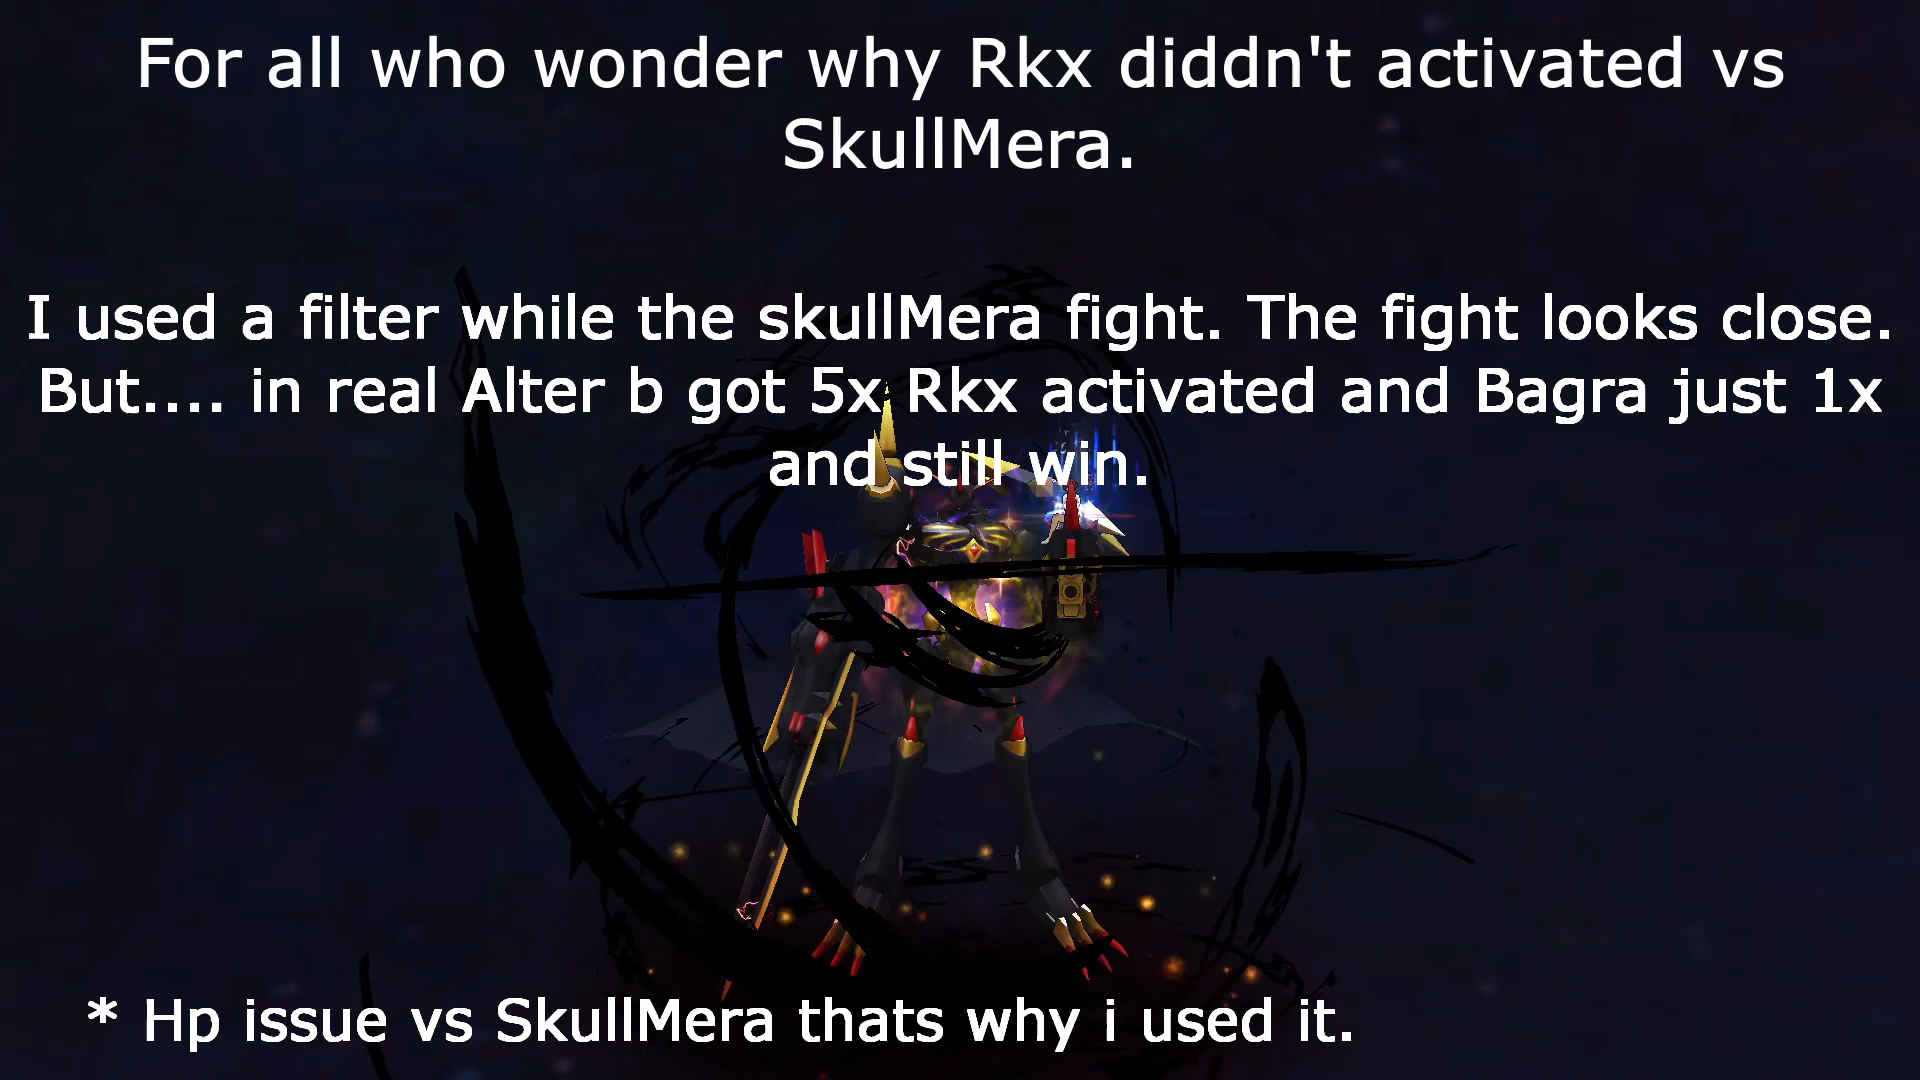 For all who wonder why Rkx diddn't activated vs
SkullMera.
I used a filter while the skullMera fight. The fight looks close.
But.... in real Alter b got 5x Rkx activated and Bagra just 1x
and still win.
* Hp issue vs SkullMera thats why i used it.